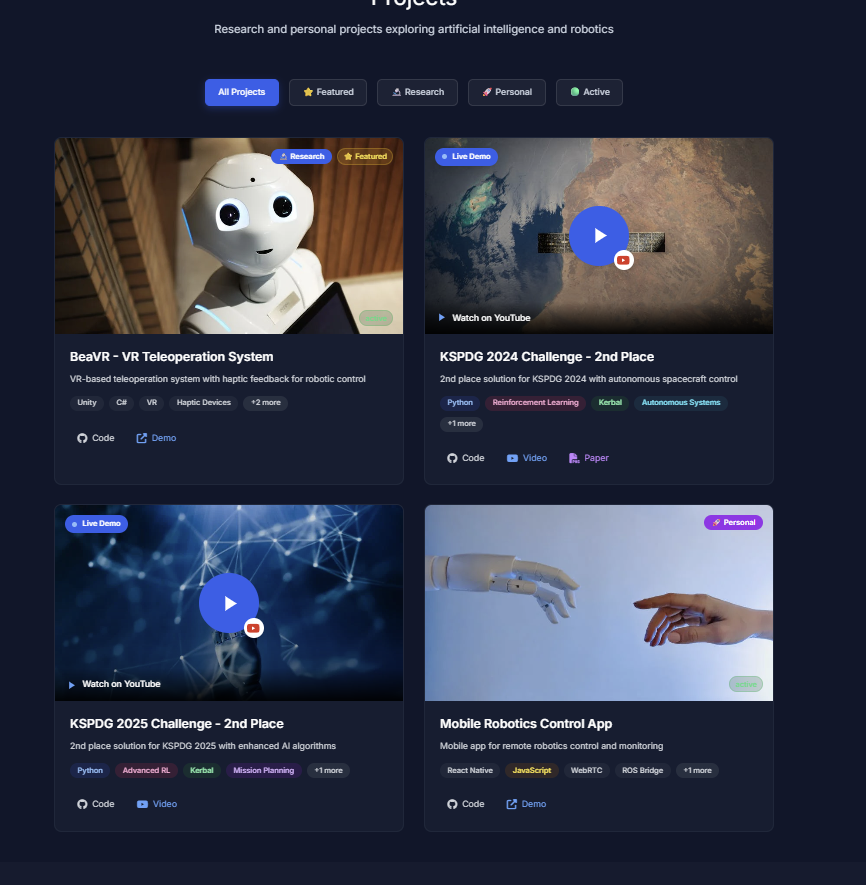 Projects
Research and personal projects exploring artificial intelligence and robotics
All Projects
Featured
Research
Personal
Active
Research
Featured
BeaVR - VR Teleoperation System
VR-based teleoperation system with haptic feedback for robotic control
Unity C# VR Haptic Devices +2 more
Code Demo
Live Demo
Watch on YouTube
KSPDG 2024 Challenge - 2nd Place
2nd place solution for KSPDG 2024 with autonomous spacecraft control
Python Reinforcement Learning Kerbal Autonomous Systems
+1 more
Code Video Paper
Live Demo
Watch on YouTube
KSPDG 2025 Challenge - 2nd Place
2nd place solution for KSPDG 2025 with enhanced AI algorithms
Python Advanced RL Kerbal Mission Planning +1 more
Code Video
Personal
Mobile Robotics Control App
Mobile app for remote robotics control and monitoring
React Native JavaScript WebRTC ROS Bridge +1 more
Code Demo